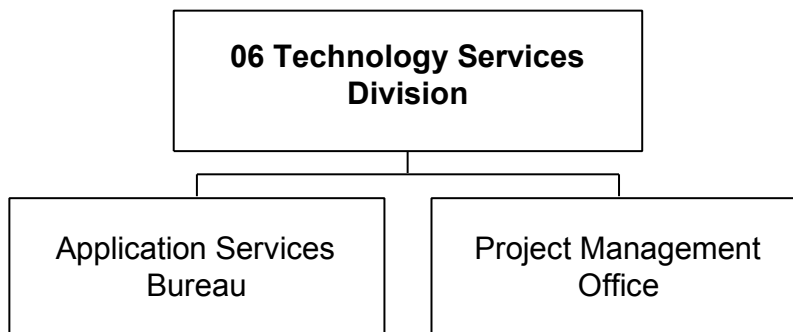 06 Technology Services
Division
Application Services
Bureau
Project Management
Office